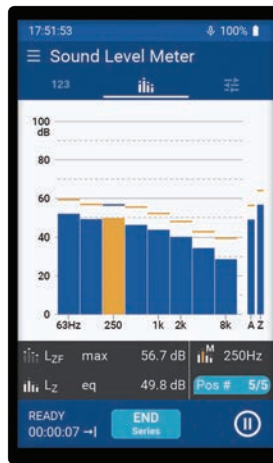 17:51:53 100%
Sound Level Meter
123
100
dB
80
60
40
20
0
63Hz 250 1k 2k 8k A Z
LZF max 56.7 dB M 250Hz
LZ eq 49.8 dB Pos # 5/5
READY
00:00:07
END
Series